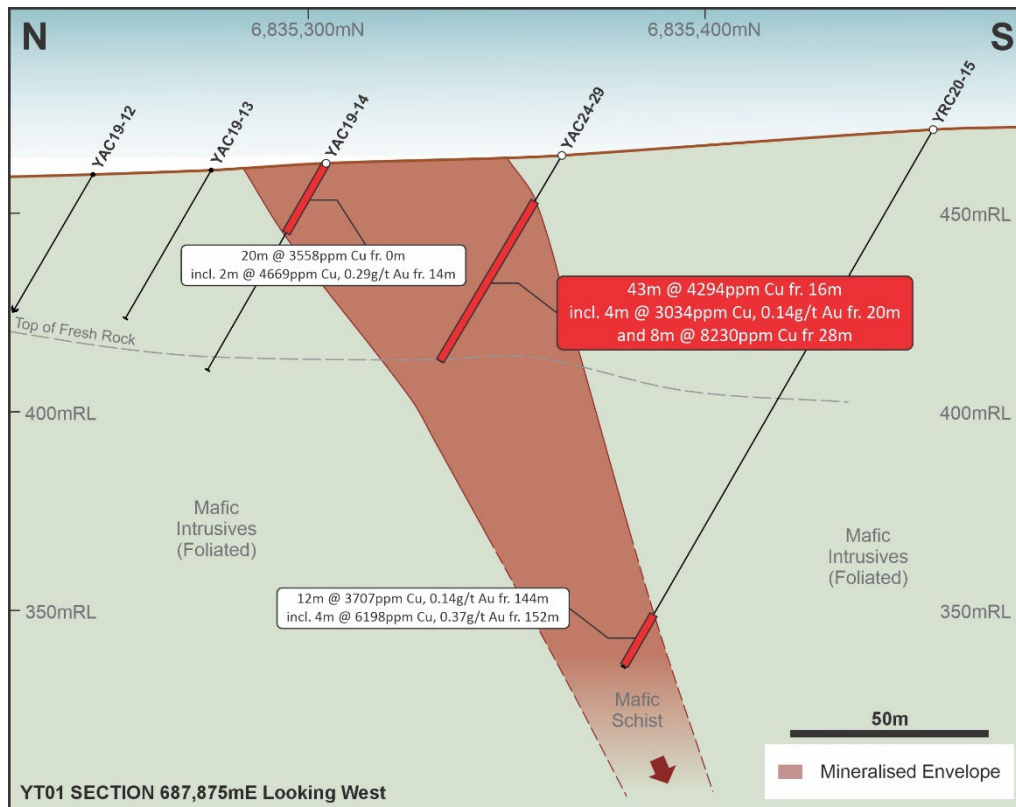 N
6,835,300mN
6,835,400mN
S
YAC19-12
YAC19-13
YAC19-14
YAC24-29
YRC20-15
450mRL
20m @ 3558ppm Cu fr. 0m
incl. 2m @ 4669ppm Cu, 0.29g/t Au fr. 14m
43m @ 4294ppm Cu fr. 16m
incl. 4m @ 3034ppm Cu, 0.14g/t Au fr. 20m
and 8m @ 8230ppm Cu fr 28m
Top of Fresh Rock
400mRL
400mRL
Mafic
Intrusives
(Foliated)
Mafic
Intrusives
(Foliated)
12m @ 3707ppm Cu, 0.14g/t Au fr. 144m
incl. 4m @ 6198ppm Cu, 0.37g/t Au fr. 152m
350mRL
350mRL
Mafic
Schist
50m
Mineralised Envelope
YT01 SECTION 687,875mE Looking West